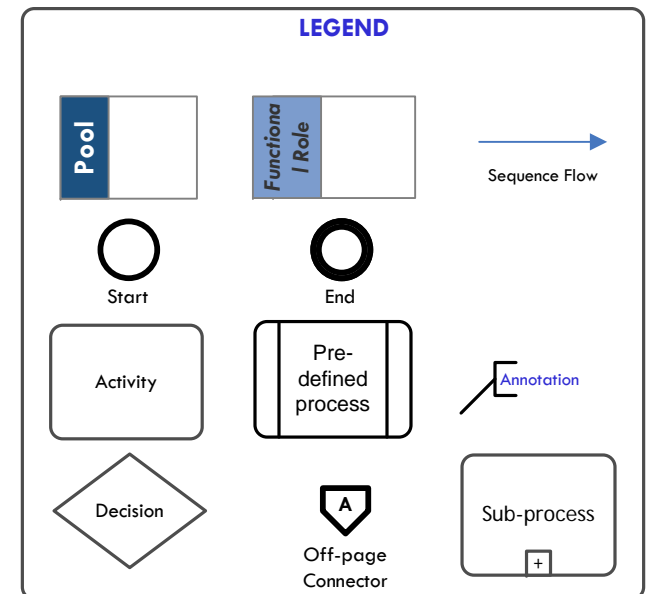 LEGEND
Pool
Functiona
l Role
Sequence Flow
Start
End
Activity
Pre-
defined
process
Annotation
Decision
A
Off-page
Connector
Sub-process
+